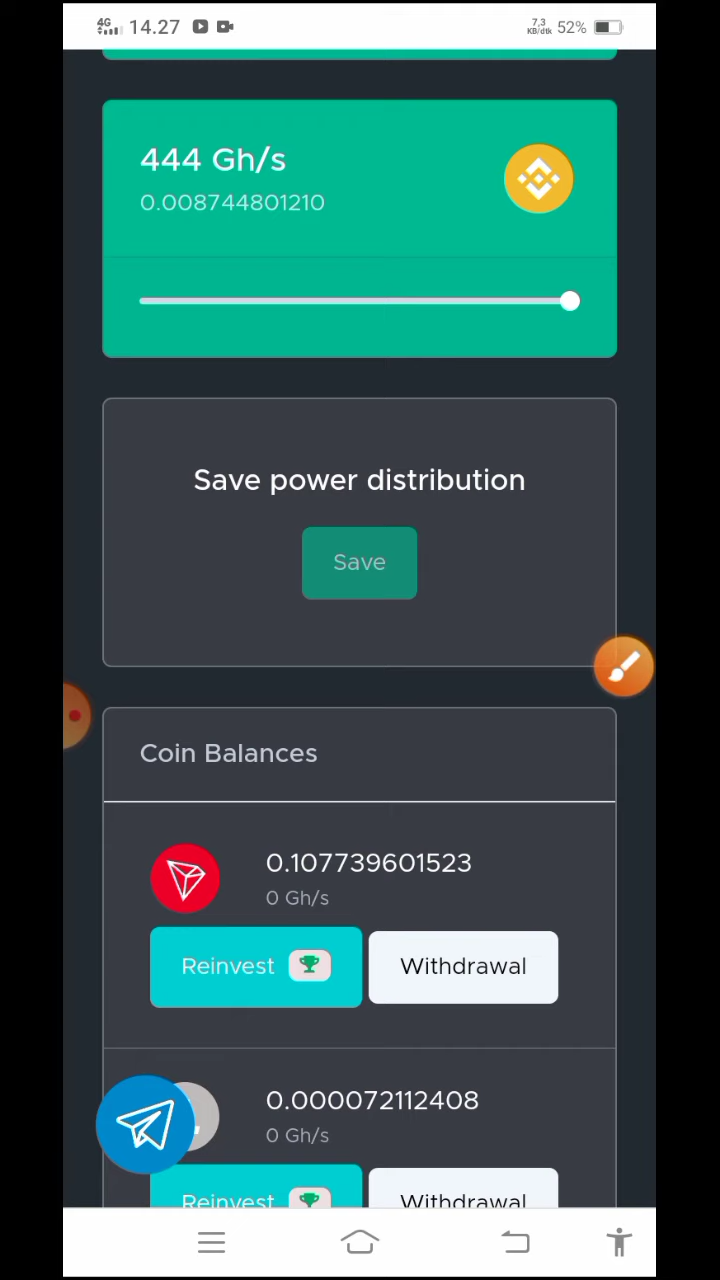 4G 14.27 7,3 KB/dtk 52%
444 Gh/s
0.008744801210
Save power distribution
Save
Coin Balances
0.107739601523
0 Gh/s
Reinvest Withdrawal
0.000072112408
0 Gh/s
Reinvest Withdrawal